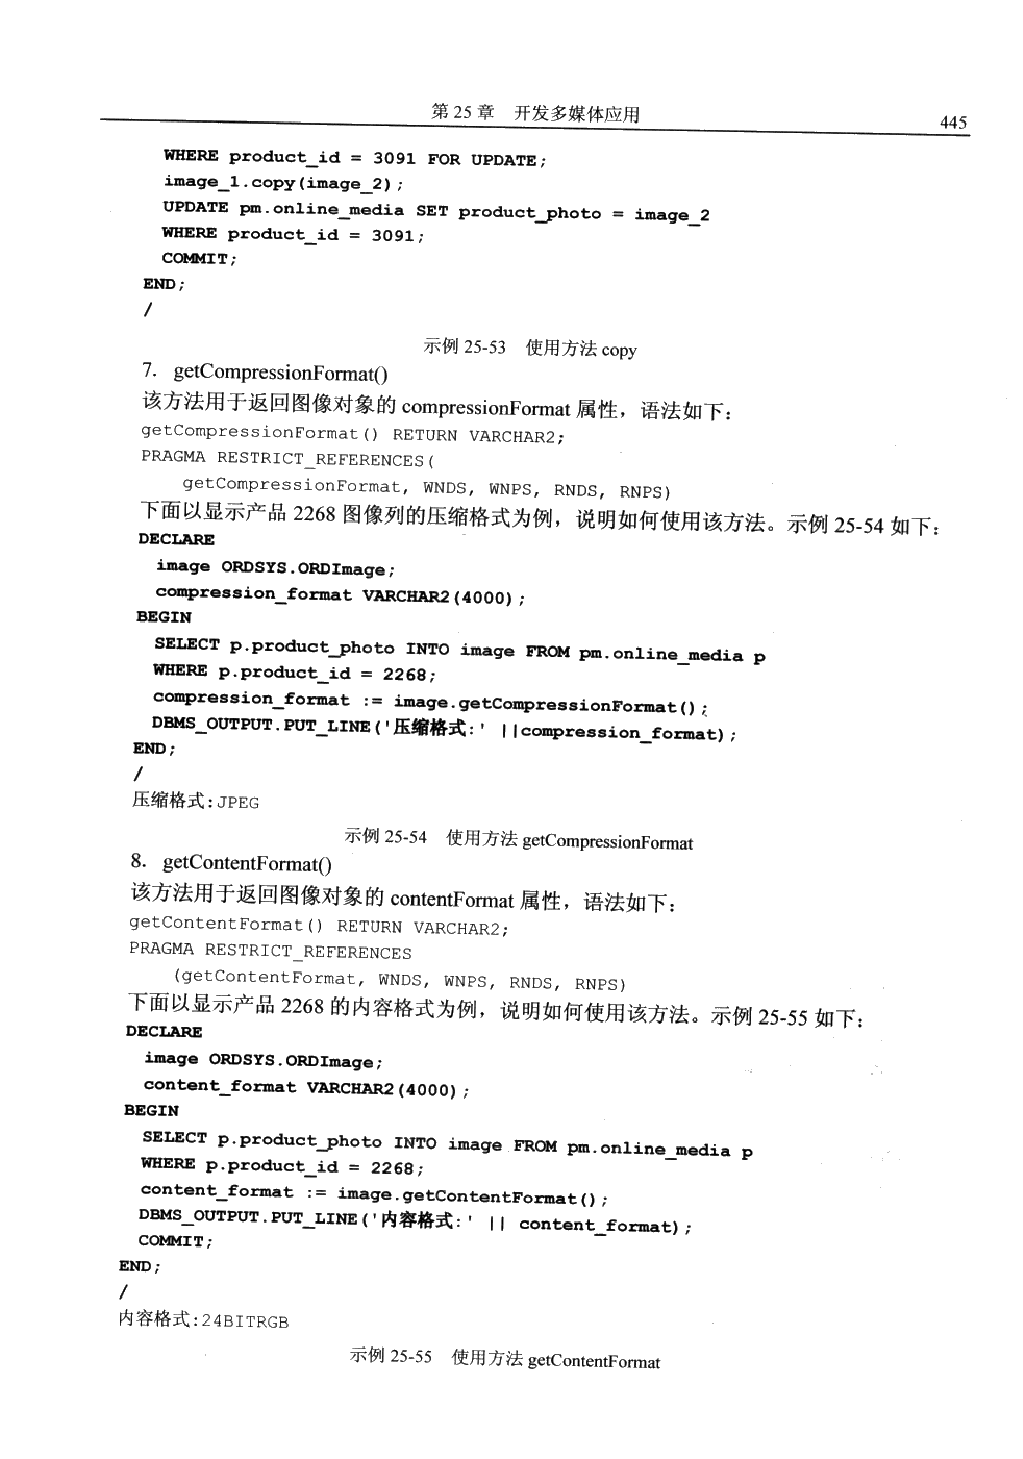 第 25 章　开发多媒体应用
445
WHERE product_id = 3091 FOR UPDATE;
image_1.copy(image_2);
UPDATE pm.online_media SET product_photo = image_2
WHERE product_id = 3091;
COMMIT;
END;
/
示例 25-53　使用方法 copy
7. getCompressionFormat()
该方法用于返回图像对象的 compressionFormat 属性，语法如下：
getCompressionFormat() RETURN VARCHAR2;
PRAGMA RESTRICT_REFERENCES(
getCompressionFormat, WNDS, WNPS, RNDS, RNPS)
下面以显示产品 2268 图像列的压缩格式为例，说明如何使用该方法。示例 25-54 如下：
DECLARE
image ORDSYS.ORDImage;
compression_format VARCHAR2(4000);
BEGIN
SELECT p.product_photo INTO image FROM pm.online_media p
WHERE p.product_id = 2268;
compression_format := image.getCompressionFormat();
DBMS_OUTPUT.PUT_LINE('压缩格式:' ||compression_format);
END;
/
压缩格式:JPEG
示例 25-54　使用方法 getCompressionFormat
8. getContentFormat()
该方法用于返回图像对象的 contentFormat 属性，语法如下：
getContentFormat() RETURN VARCHAR2;
PRAGMA RESTRICT_REFERENCES
(getContentFormat, WNDS, WNPS, RNDS, RNPS)
下面以显示产品 2268 的内容格式为例，说明如何使用该方法。示例 25-55 如下：
DECLARE
image ORDSYS.ORDImage;
content_format VARCHAR2(4000);
BEGIN
SELECT p.product_photo INTO image FROM pm.online_media p
WHERE p.product_id = 2268;
content_format := image.getContentFormat();
DBMS_OUTPUT.PUT_LINE('内容格式:' || content_format);
COMMIT;
END;
/
内容格式:24BITRGB
示例 25-55　使用方法 getContentFormat